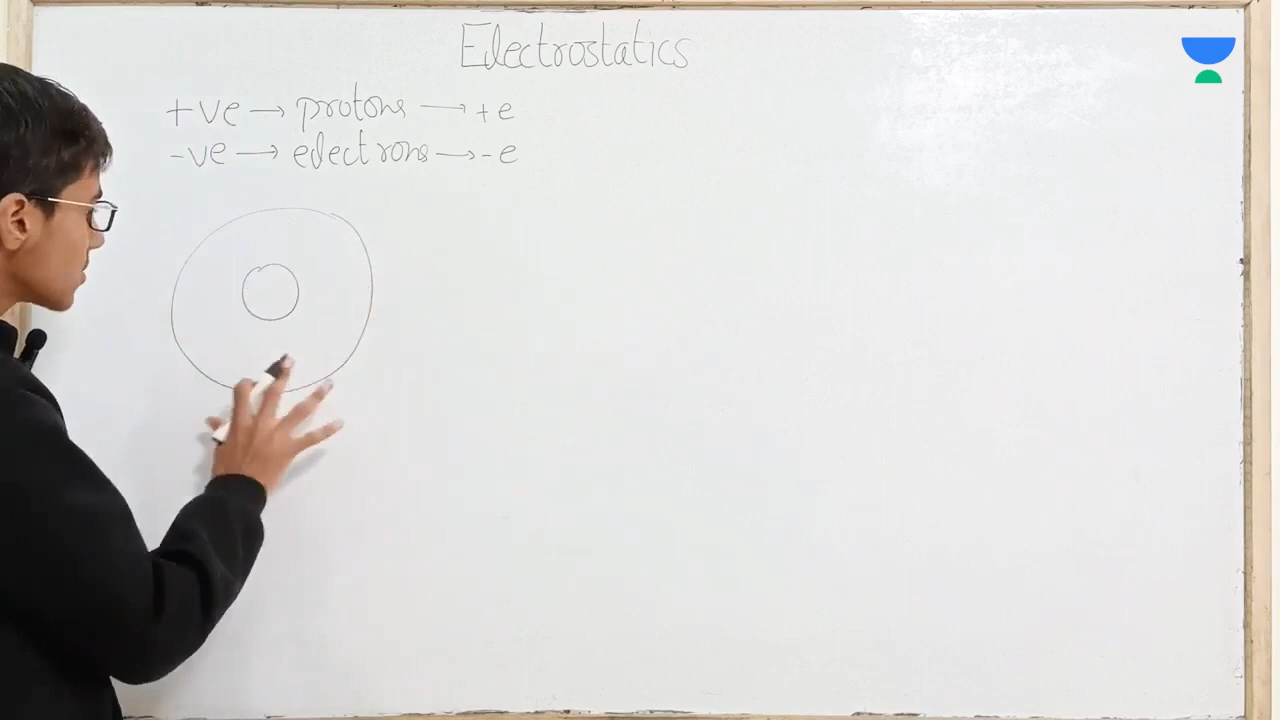 Electrostatics
+ve → protons → +e
-ve → electrons → -e